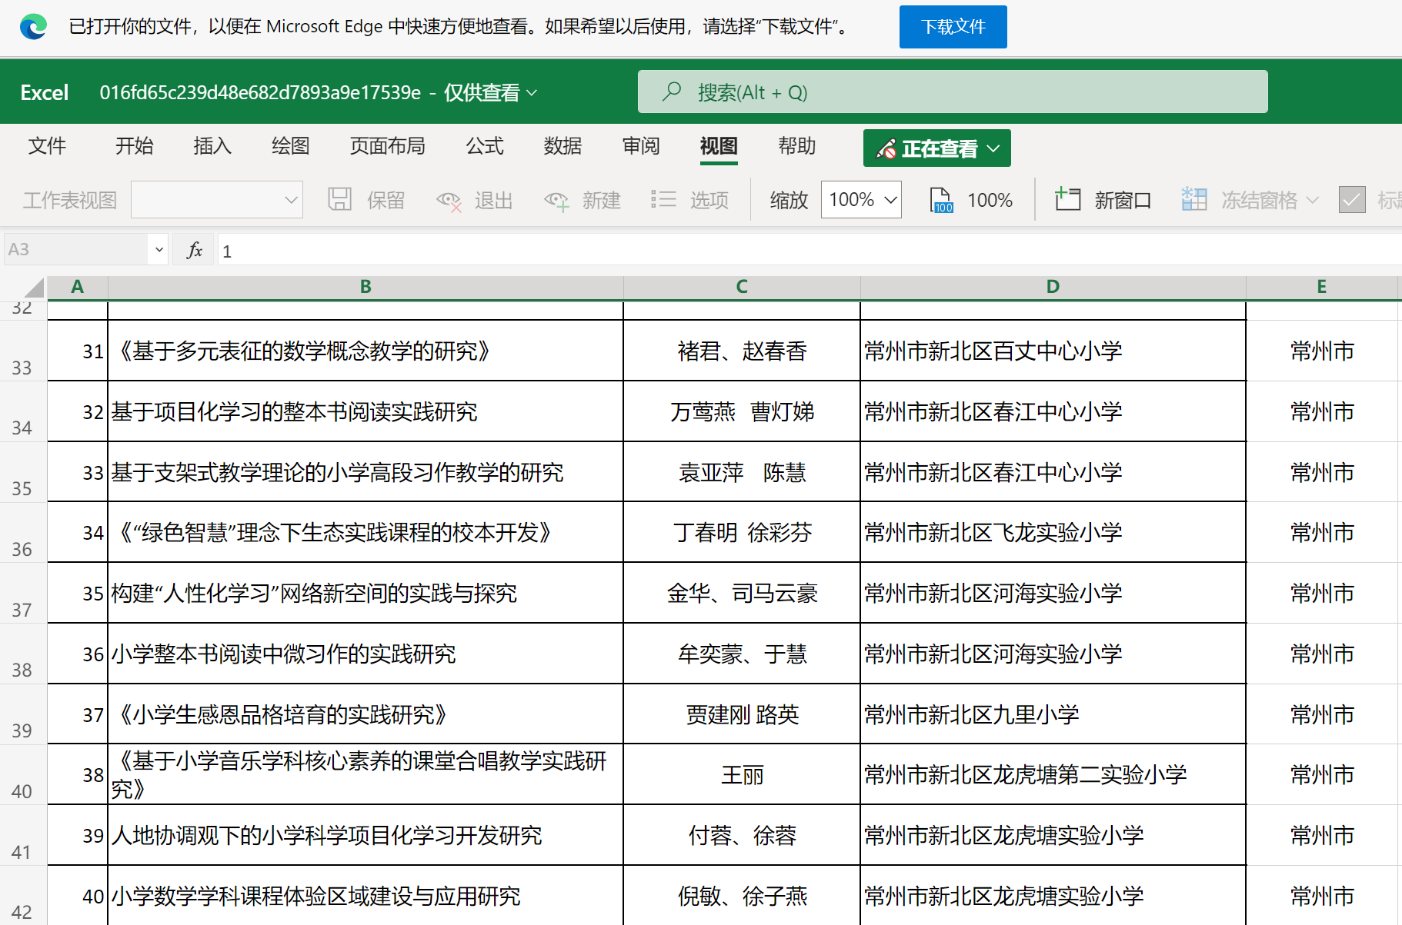 已打开你的文件，以便在 Microsoft Edge 中快速方便地查看。如果希望以后使用，请选择“下载文件”。 下载文件
Excel 016fd65c239d48e682d7893a9e17539e - 仅供查看 搜索(Alt + Q)
文件 开始 插入 绘图 页面布局 公式 数据 审阅 视图 帮助 正在查看
工作表视图 保留 退出 新建 选项 缩放 100% 100 100% 新窗口 冻结窗格 标题
A3 fx 1
A B C D E
32
33 31 《基于多元表征的数学概念教学的研究》 褚君、赵春香 常州市新北区百丈中心小学 常州市
34 32 基于项目化学习的整本书阅读实践研究 万莺燕 曹灯娣 常州市新北区春江中心小学 常州市
35 33 基于支架式教学理论的小学高段习作教学的研究 袁亚萍 陈慧 常州市新北区春江中心小学 常州市
36 34 《“绿色智慧”理念下生态实践课程的校本开发》 丁春明 徐彩芬 常州市新北区飞龙实验小学 常州市
37 35 构建“人性化学习”网络新空间的实践与探究 金华、司马云豪 常州市新北区河海实验小学 常州市
38 36 小学整本书阅读中微习作的实践研究 牟奕蒙、于慧 常州市新北区河海实验小学 常州市
39 37 《小学生感恩品格培育的实践研究》 贾建刚 路英 常州市新北区九里小学 常州市
40 38 《基于小学音乐学科核心素养的课堂合唱教学实践研
究》 王丽 常州市新北区龙虎塘第二实验小学 常州市
41 39 人地协调观下的小学科学项目化学习开发研究 付蓉、徐蓉 常州市新北区龙虎塘实验小学 常州市
42 40 小学数学学科课程体验区域建设与应用研究 倪敏、徐子燕 常州市新北区龙虎塘实验小学 常州市